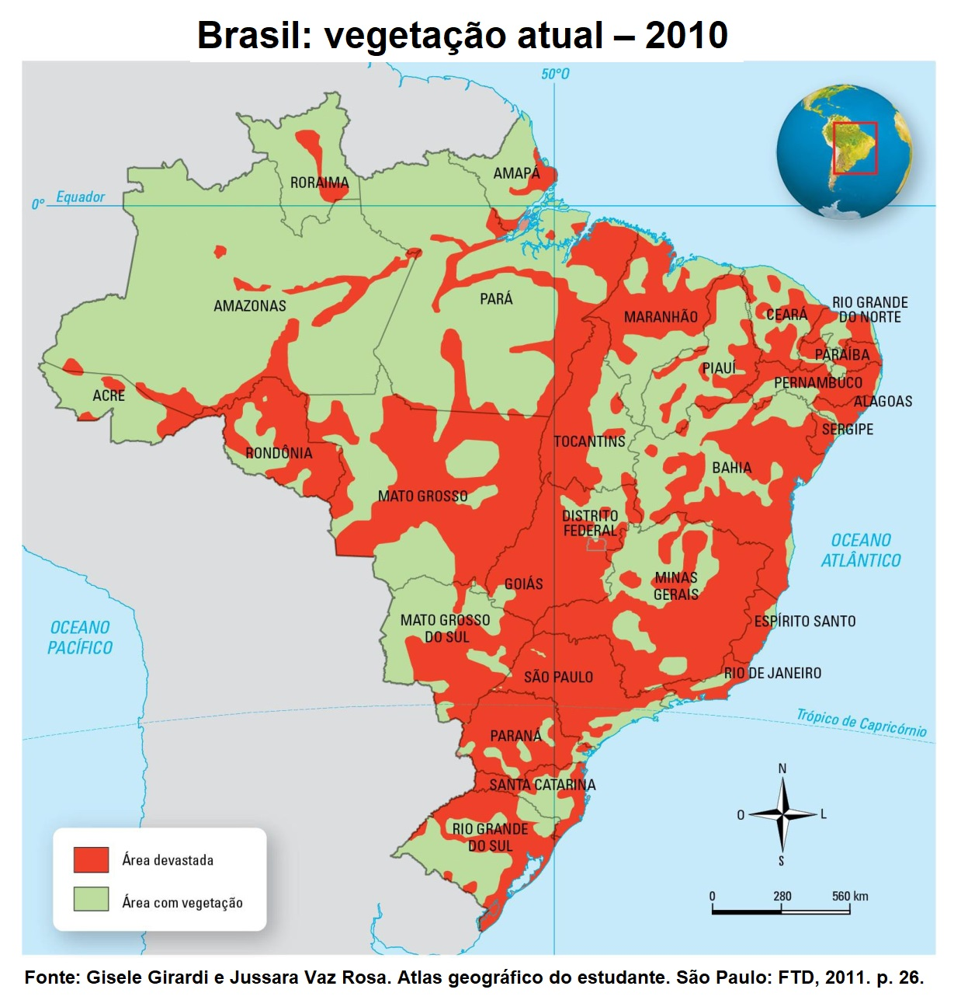 Brasil: vegetação atual – 2010
50°O
Equador
0°
RORAIMA
AMAPÁ
AMAZONAS
PARÁ
MARANHÃO
CEARÁ
RIO GRANDE
DO NORTE
PARAÍBA
PIAUÍ
PERNAMBUCO
ACRE
ALAGOAS
SERGIPE
TOCANTINS
RONDÔNIA
BAHIA
MATO GROSSO
DISTRITO
FEDERAL
OCEANO
ATLÂNTICO
GOIÁS
MINAS
GERAIS
MATO GROSSO
DO SUL
ESPÍRITO SANTO
OCEANO
PACÍFICO
RIO DE JANEIRO
SÃO PAULO
Trópico de Capricórnio
PARANÁ
SANTA CATARINA
RIO GRANDE
DO SUL
N
O
L
S
Área devastada
Área com vegetação
0 280 560 km
Fonte: Gisele Girardi e Jussara Vaz Rosa. Atlas geográfico do estudante. São Paulo: FTD, 2011. p. 26.